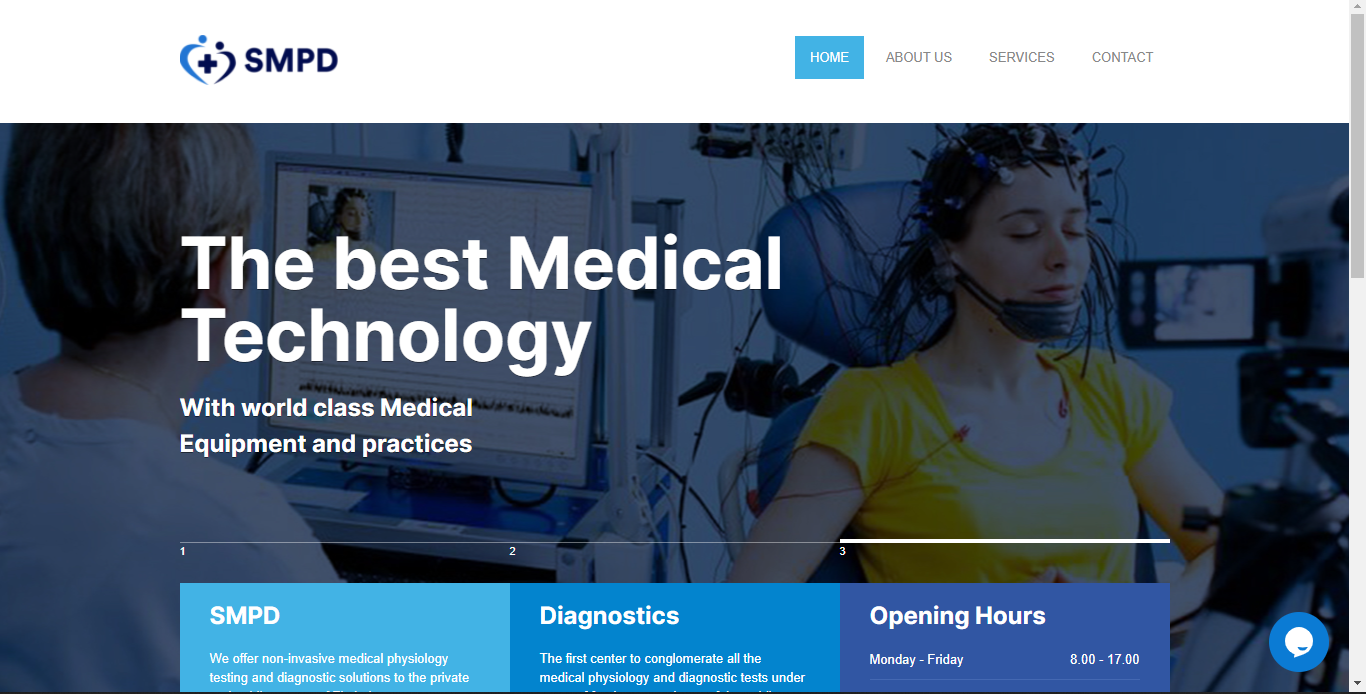 SMPD
HOME ABOUT US SERVICES CONTACT
The best Medical
Technology
With world class Medical
Equipment and practices
1 2 3
SMPD
We offer non-invasive medical physiology
testing and diagnostic solutions to the private
Diagnostics
The first center to conglomerate all the
medical physiology and diagnostic tests under
Opening Hours
Monday - Friday 8.00 - 17.00